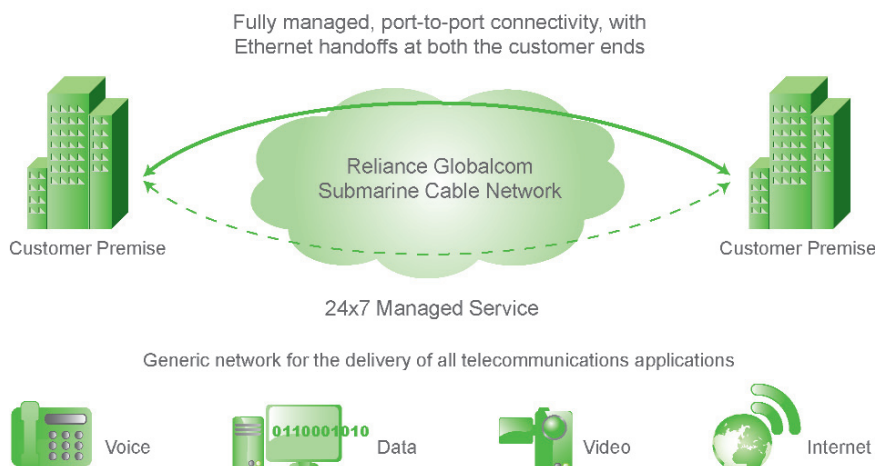 Fully managed, port-to-port connectivity, with
Ethernet handoffs at both the customer ends
Reliance Globalcom
Submarine Cable Network
Customer Premise
Customer Premise
24x7 Managed Service
Generic network for the delivery of all telecommunications applications
Voice
0110001010
Data
Video
Internet